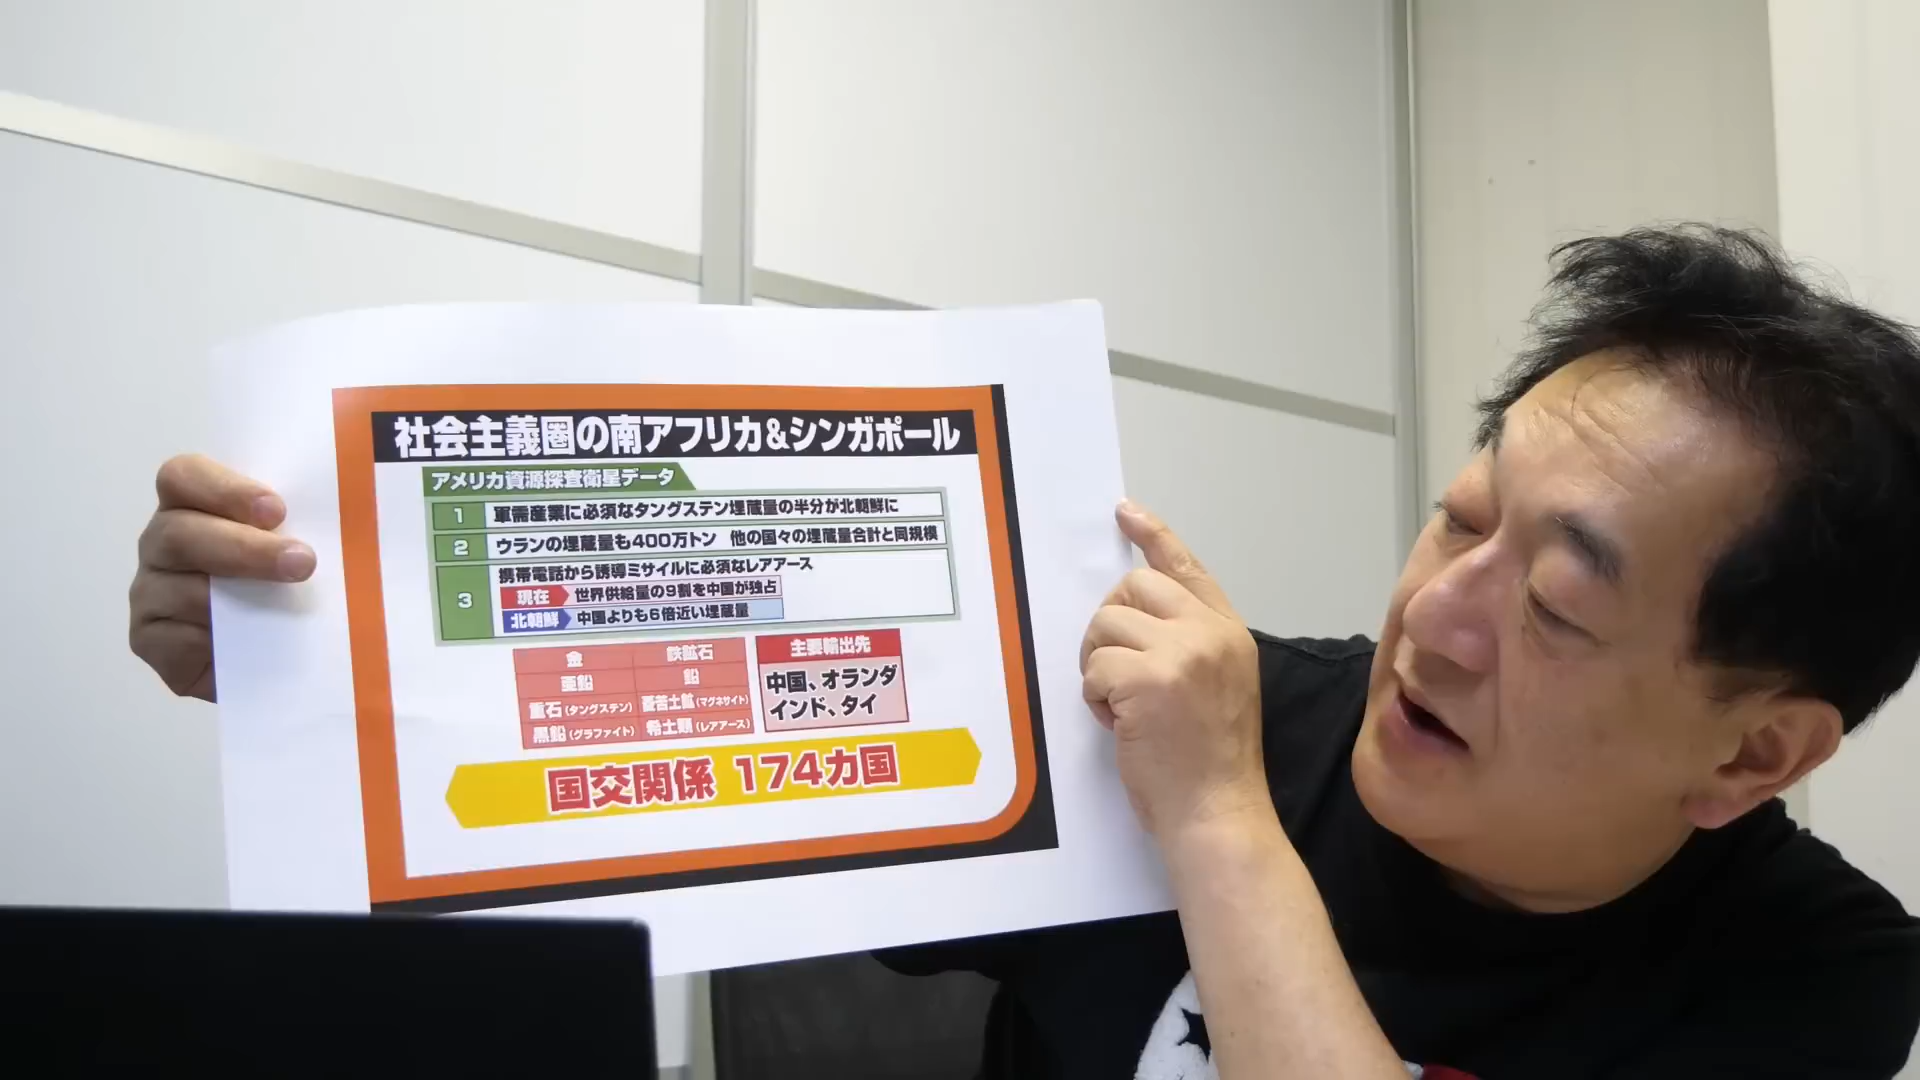 社会主義圏の南アフリカ&シンガポール
アメリカ資源探査衛星データ
1 軍需産業に必須なタングステン埋蔵量の半分が北朝鮮に
2 ウランの埋蔵量も400万トン 他の国々の埋蔵量合計と同規模
3 携帯電話から誘導ミサイルに必須なレアアース
現在 世界供給量の9割を中国が独占
北朝鮮 中国よりも6倍近い埋蔵量
金 鉄鉱石
亜鉛 鉛
重石(タングステン) 菱苦土鉱(マグネサイト)
黒鉛(グラファイト) 希土類(レアアース)
主要輸出先
中国、オランダ
インド、タイ
国交関係 174カ国